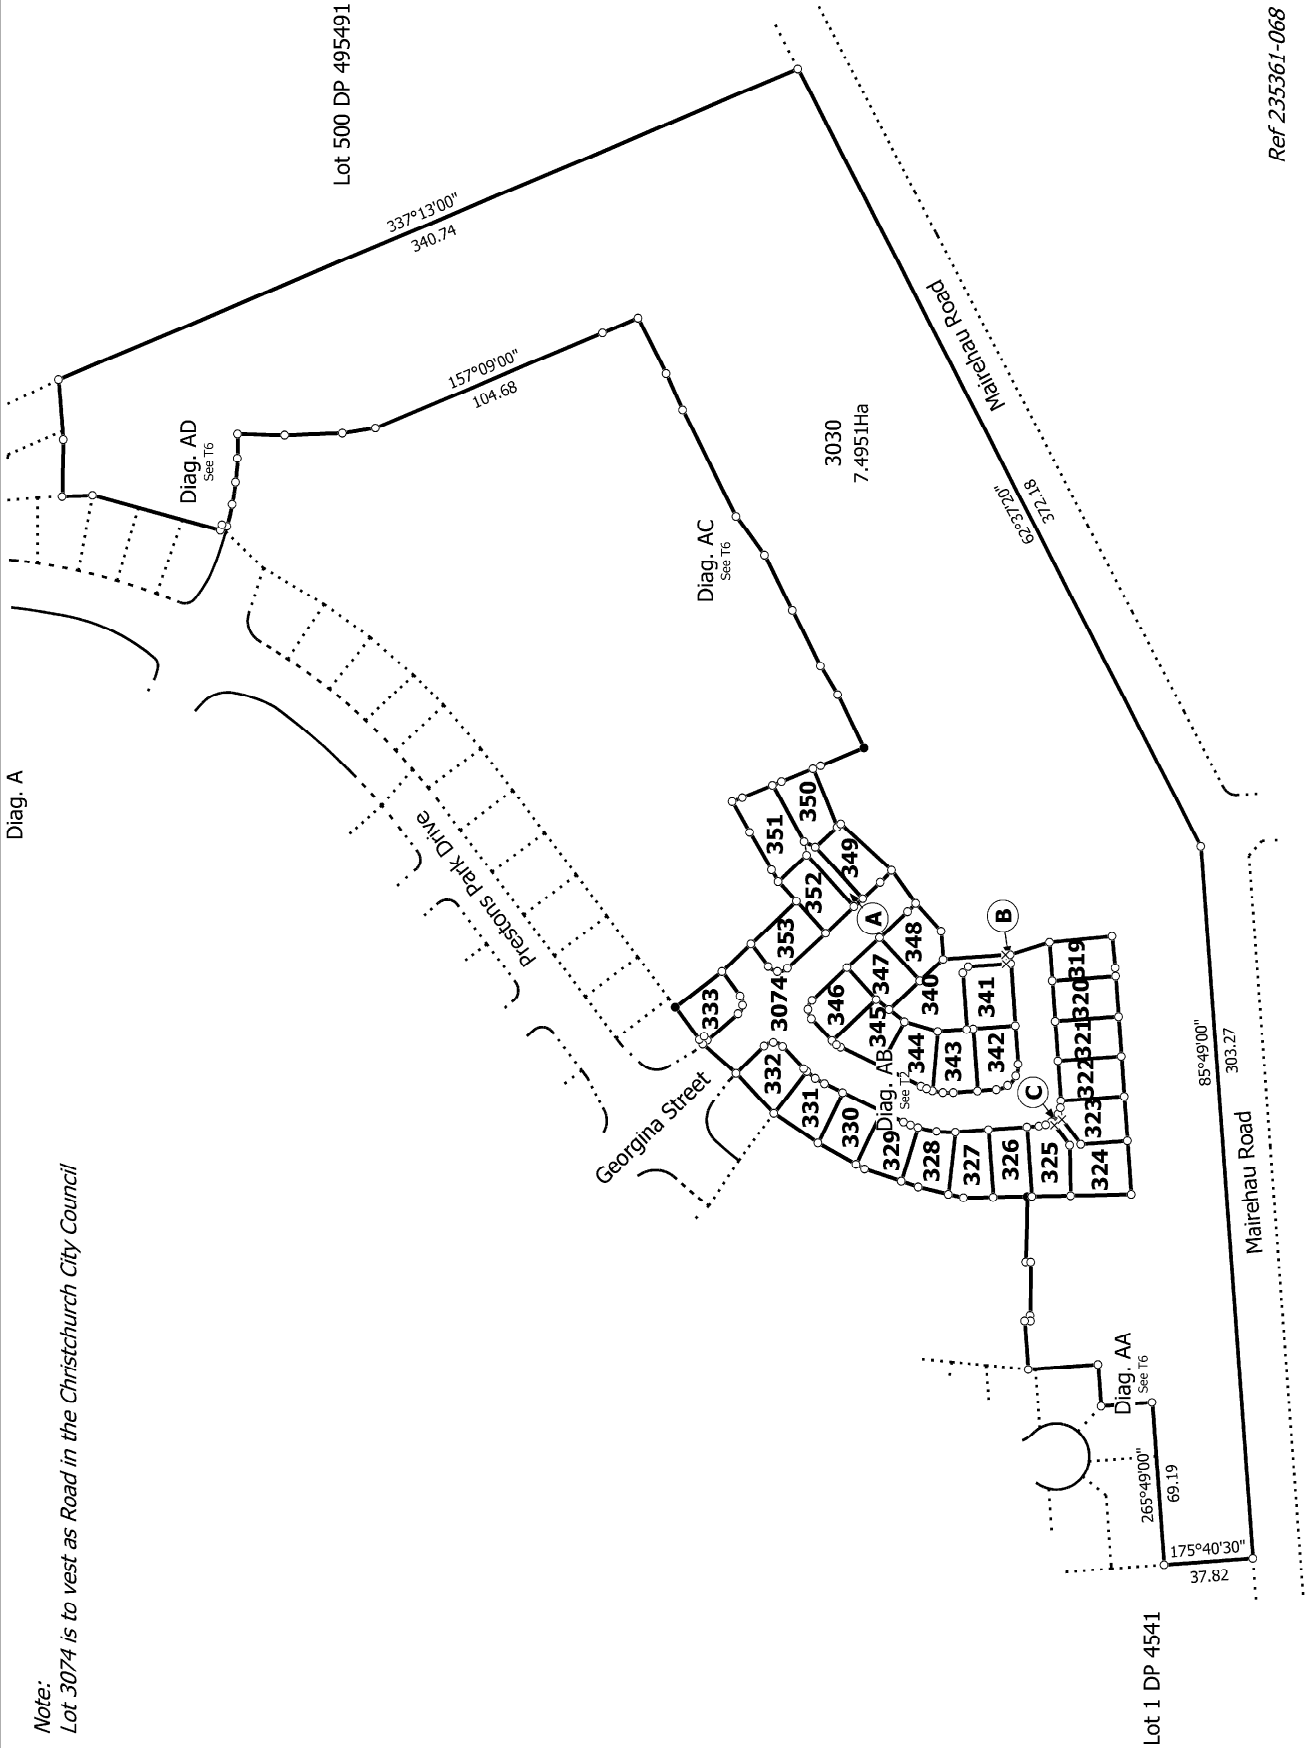 Note:
Lot 3074 is to vest as Road in the Christchurch City Council
Diag. A
Lot 500 DP 495491
337°13'00"
340.74
Diag. AD
See T6
157°09'00"
104.68
Prestons Park Drive
Georgina Street
Diag. AC
See T6
3030
7.4951Ha
Mairehau Road
62°37'20"
372.18
333
3074
332
331
330
329
328
327
326
325
324
323
322
321
320
319
353
352
351
350
349
348
347
346
345
344
343
342
341
340
A
B
C
Diag. AB
See T2
Diag. AA
See T6
265°49'00"
69.19
175°40'30"
37.82
85°49'00"
303.27
Mairehau Road
Lot 1 DP 4541
Ref 235361-068